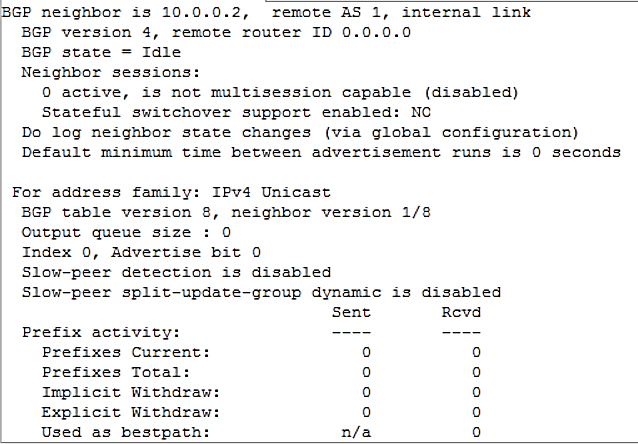 BGP neighbor is 10.0.0.2,  remote AS 1, internal link
  BGP version 4, remote router ID 0.0.0.0
  BGP state = Idle
  Neighbor sessions:
    0 active, is not multisession capable (disabled)
    Stateful switchover support enabled: NO
  Do log neighbor state changes (via global configuration)
  Default minimum time between advertisement runs is 0 seconds

 For address family: IPv4 Unicast
  BGP table version 8, neighbor version 1/8
  Output queue size : 0
  Index 0, Advertise bit 0
  Slow-peer detection is disabled
  Slow-peer split-update-group dynamic is disabled
                                 Sent       Rcvd
  Prefix activity:               ----       ----
    Prefixes Current:               0          0
    Prefixes Total:                 0          0
    Implicit Withdraw:              0          0
    Explicit Withdraw:              0          0
    Used as bestpath:             n/a          0